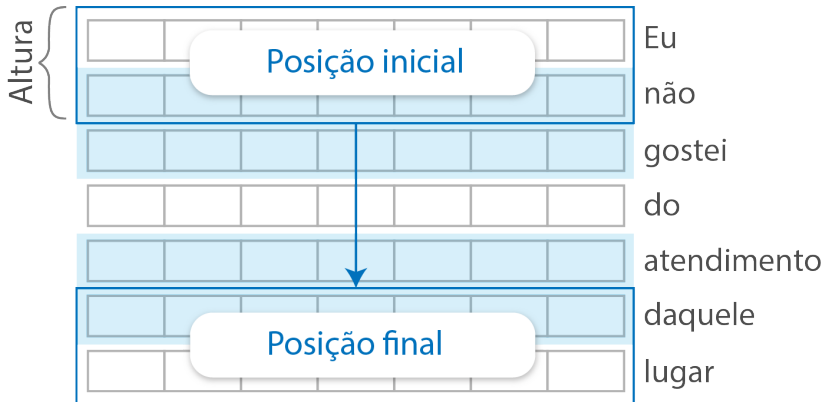 Altura
Posição inicial
Eu
não
gostei
do
atendimento
daquele
Posição final
lugar